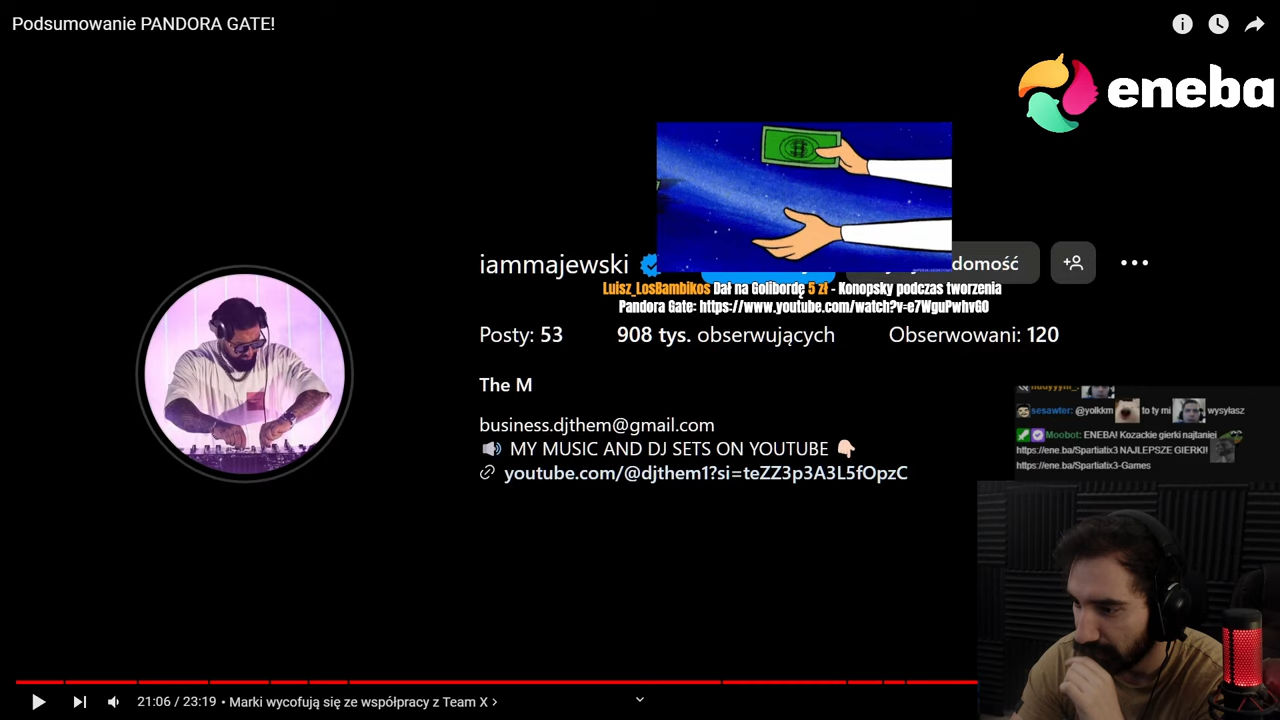 Podsumowanie PANDORA GATE!
eneba
iammajewski
domość
Luisz_LosBambikos Dał na Golibordę 5 zł - Konopsky podczas tworzenia
Pandora Gate: https://www.youtube.com/watch?v=e7WguPwhvG0
Posty: 53 908 tys. obserwujących Obserwowani: 120
The M
business.djthem@gmail.com
MY MUSIC AND DJ SETS ON YOUTUBE
youtube.com/@djthem1?si=teZZ3p3A3L5fOpzC
sesawter: @yolkkm to ty mi wysyłasz
Moobot: ENEBA! Kozackie gierki najtaniej
https://ene.ba/Spartiatix3 NAJLEPSZE GIERKI!
https://ene.ba/Spartiatix3-Games
21:06 / 23:19 • Marki wycofują się ze współpracy z Team X >